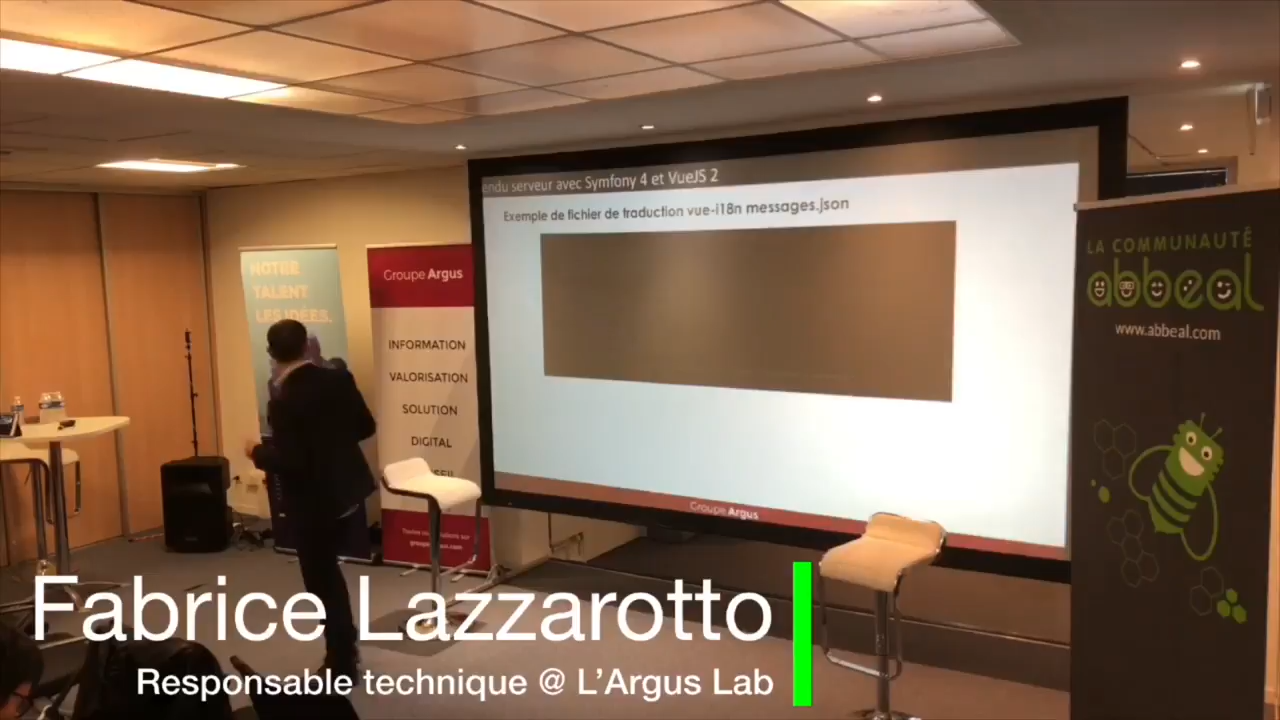 endu serveur avec Symfony 4 et VueJS 2
Exemple de fichier de traduction vue-i18n messages.json
Groupe Argus
NOTRE
TALENT
LES IDÉES.
Groupe Argus
INFORMATION
VALORISATION
SOLUTION
DIGITAL
LA COMMUNAUTÉ
abbeal
www.abbeal.com
Fabrice Lazzarotto
Responsable technique @ L'Argus Lab